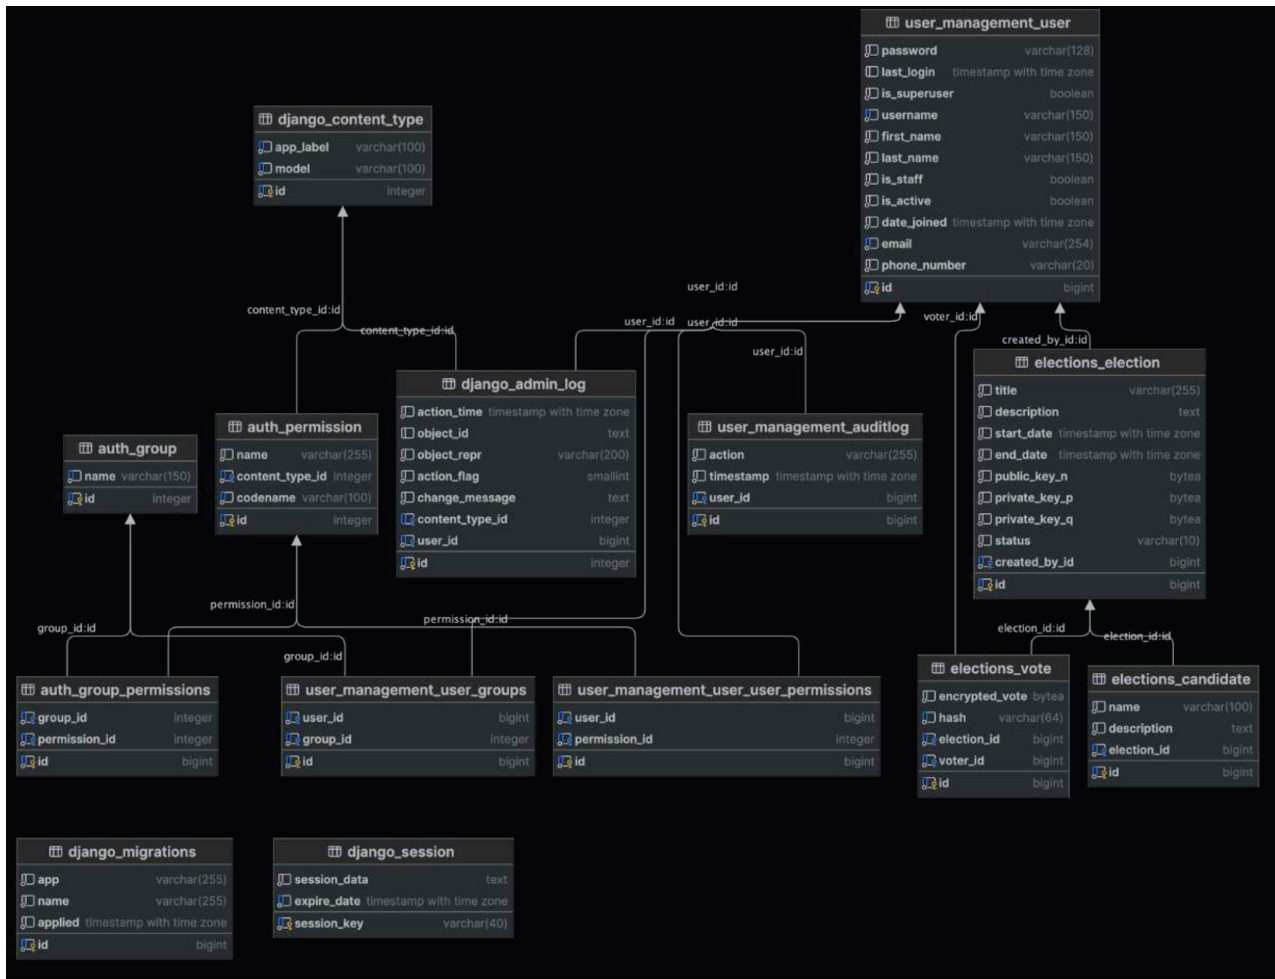 user_management_user
password varchar(128)
last_login timestamp with time zone
is_superuser boolean
username varchar(150)
first_name varchar(150)
last_name varchar(150)
is_staff boolean
is_active boolean
date_joined timestamp with time zone
email varchar(254)
phone_number varchar(20)
id bigint
django_content_type
app_label varchar(100)
model varchar(100)
id integer
user_id:id
content_type_id:id
content_type_id:id
user_id:id
user_id:id
voter_id:id
user_id:id
created_by_id:id
django_admin_log
action_time timestamp with time zone
object_id text
object_repr varchar(200)
action_flag smallint
change_message text
content_type_id integer
user_id bigint
id integer
elections_election
title varchar(255)
description text
start_date timestamp with time zone
end_date timestamp with time zone
public_key_n bytea
private_key_p bytea
private_key_q bytea
status varchar(10)
created_by_id bigint
id bigint
auth_group
name varchar(150)
id integer
auth_permission
name varchar(255)
content_type_id integer
codename varchar(100)
id integer
user_management_auditlog
action varchar(255)
timestamp timestamp with time zone
user_id bigint
id bigint
permission_id:id
group_id:id
permission_id:id
group_id:id
election_id:id
election_id:id
auth_group_permissions
group_id integer
permission_id integer
id bigint
user_management_user_groups
user_id bigint
group_id integer
id bigint
user_management_user_user_permissions
user_id bigint
permission_id integer
id bigint
elections_vote
encrypted_vote bytea
hash varchar(64)
election_id bigint
voter_id bigint
id bigint
elections_candidate
name varchar(100)
description text
election_id bigint
id bigint
django_migrations
app varchar(255)
name varchar(255)
applied timestamp with time zone
id bigint
django_session
session_data text
expire_date timestamp with time zone
session_key varchar(40)